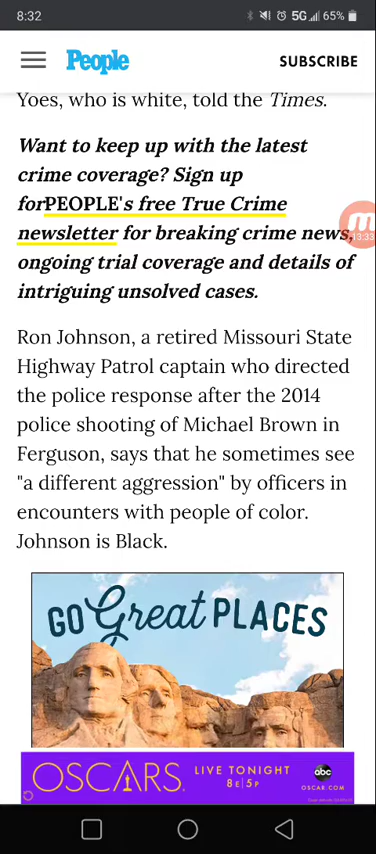 8:32
5G
65%
People
SUBSCRIBE
Yoes, who is white, told the Times.
Want to keep up with the latest
crime coverage? Sign up
forPEOPLE's free True Crime
newsletter for breaking crime news,
13:33
ongoing trial coverage and details of
intriguing unsolved cases.
Ron Johnson, a retired Missouri State
Highway Patrol captain who directed
the police response after the 2014
police shooting of Michael Brown in
Ferguson, says that he sometimes see
"a different aggression" by officers in
encounters with people of color.
Johnson is Black.
GO Great PLACES
OSCARS. LIVE TONIGHT
8E|5P
abc
OSCAR.COM